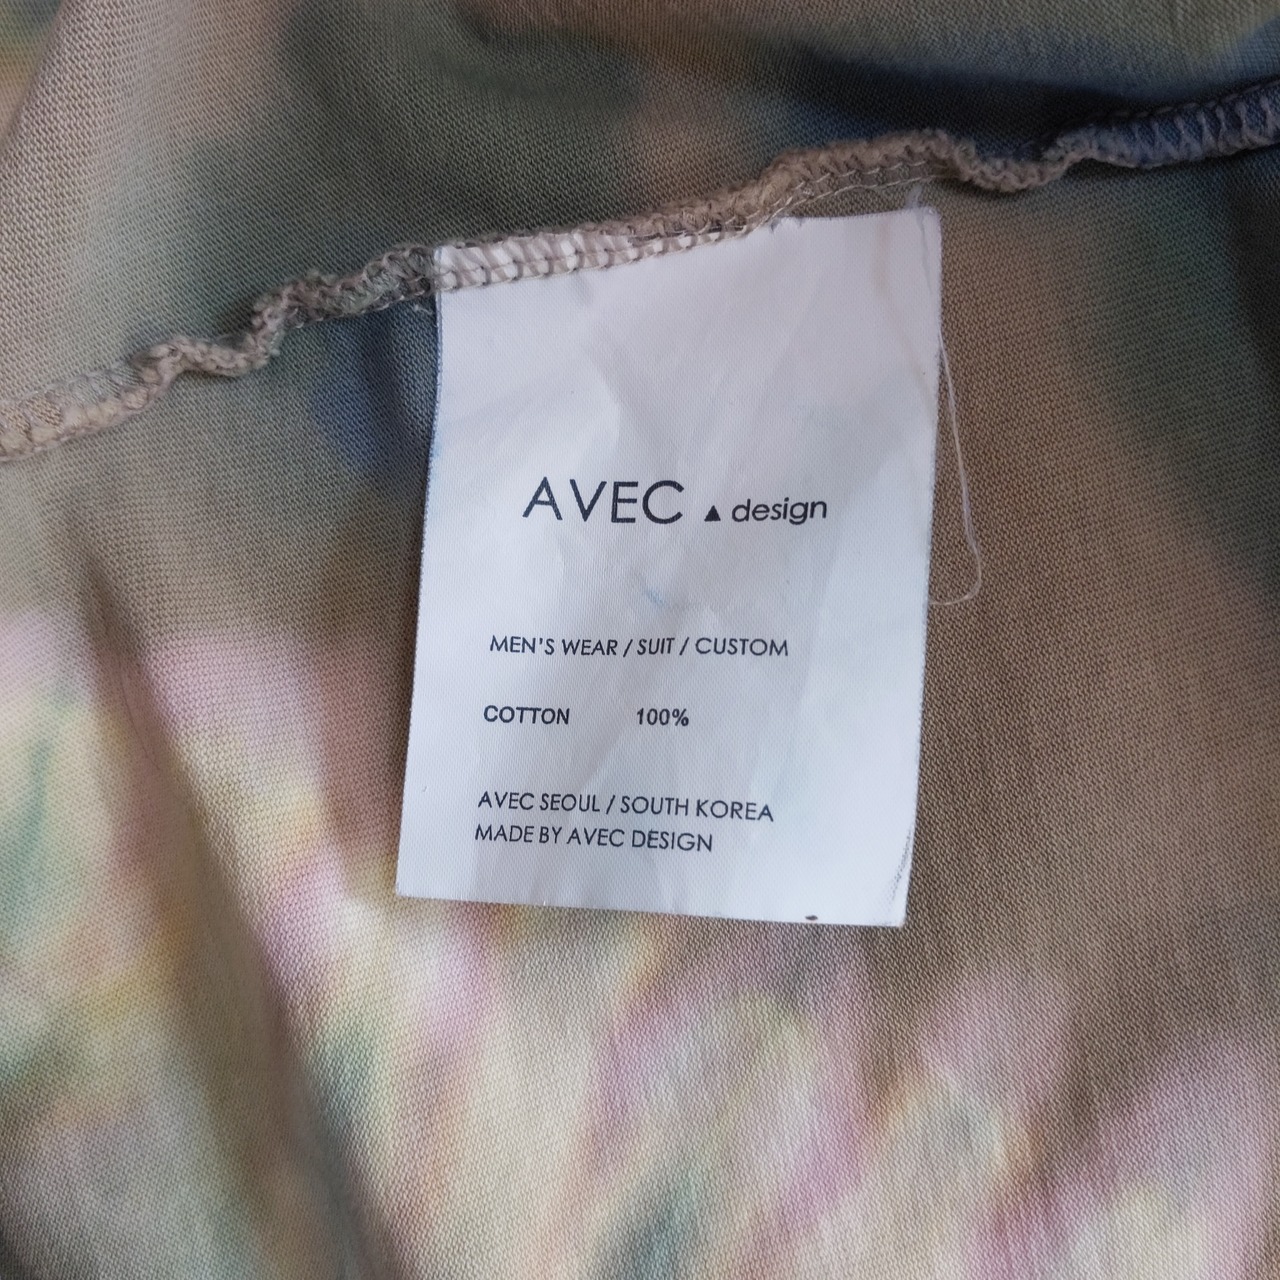 AVEC ▲ design
MEN'S WEAR / SUIT / CUSTOM
COTTON 100%
AVEC SEOUL / SOUTH KOREA
MADE BY AVEC DESIGN